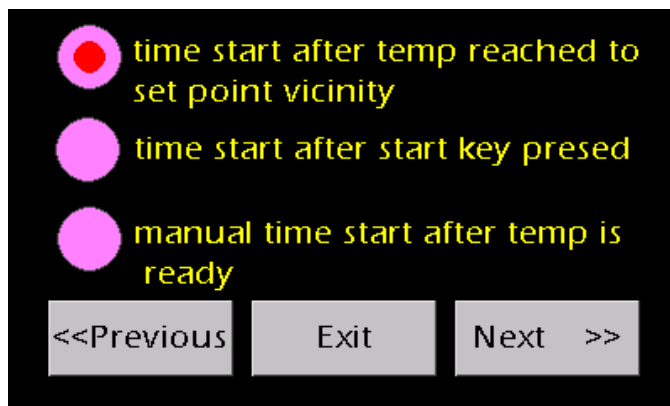 time start after temp reached to
set point vicinity
time start after start key presed
manual time start after temp is
ready
<<Previous Exit Next >>